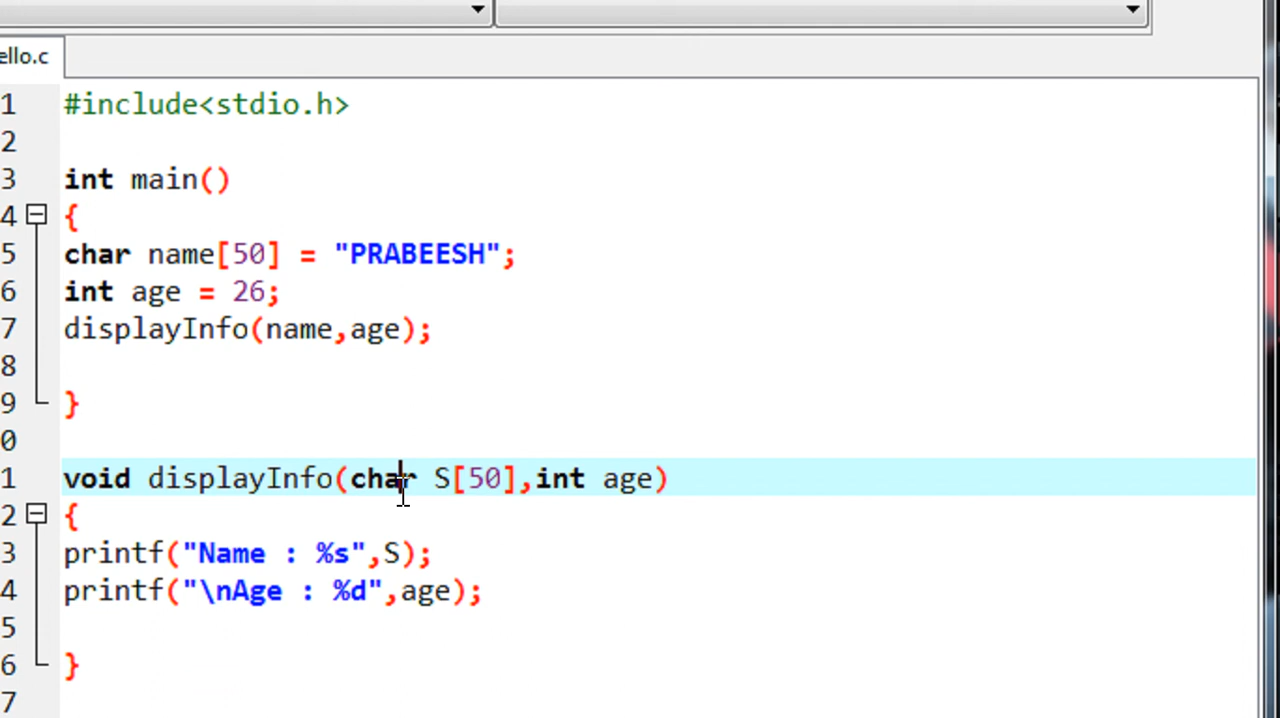 ello.c
1 #include<stdio.h>
2
3 int main()
4 {
5 char name[50] = "PRABEESH";
6 int age = 26;
7 displayInfo(name,age);
8
9 }
0
1 void displayInfo(char S[50],int age)
2 {
3 printf("Name : %s",S);
4 printf("\nAge : %d",age);
5
6 }
7